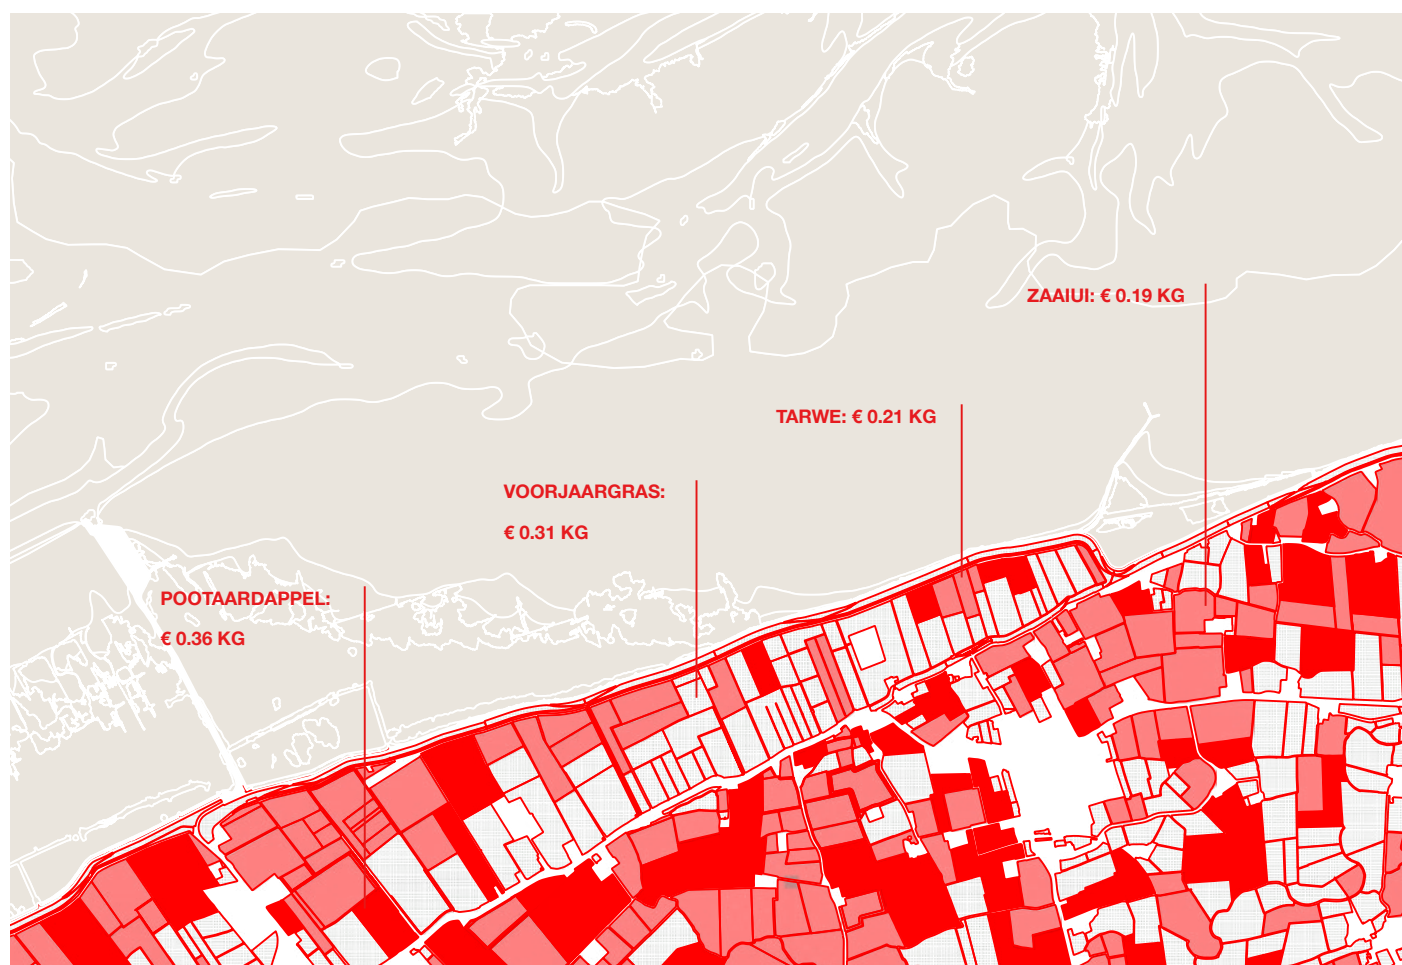 ZAAIUI: € 0.19 KG
TARWE: € 0.21 KG
VOORJAARGRAS:
€ 0.31 KG
POOTAARDAPPEL:
€ 0.36 KG